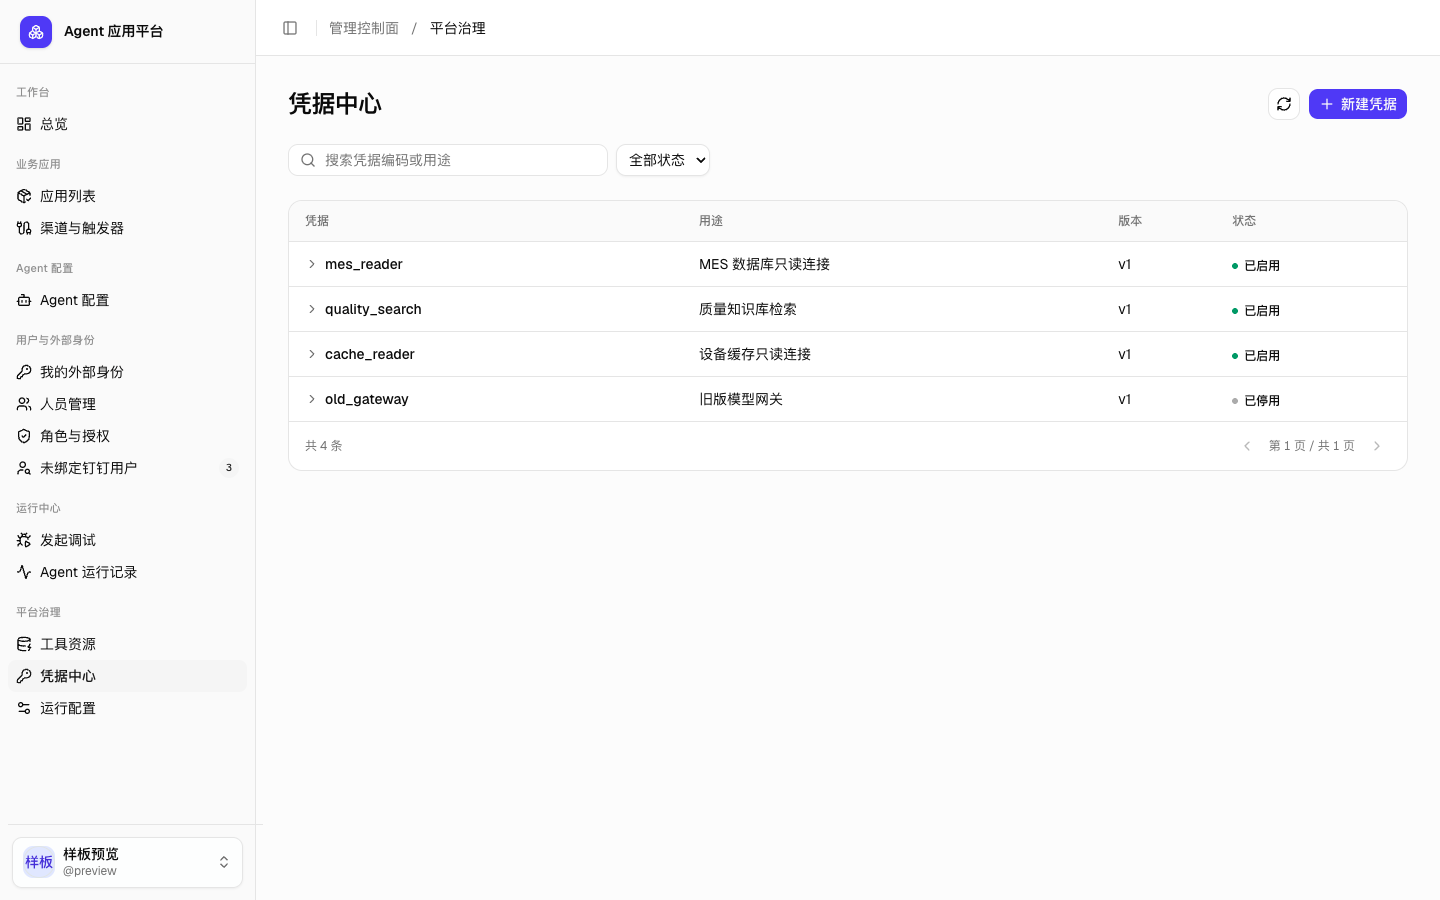 Agent 应用平台
工作台
总览
业务应用
应用列表
渠道与触发器
Agent 配置
Agent 配置
用户与外部身份
我的外部身份
人员管理
角色与授权
未绑定钉钉用户 3
运行中心
发起调试
Agent 运行记录
平台治理
工具资源
凭据中心
运行配置
样板 样板预览
@preview
管理控制面 / 平台治理
凭据中心
新建凭据
搜索凭据编码或用途 全部状态
凭据 用途 版本 状态
mes_reader MES 数据库只读连接 v1 已启用
quality_search 质量知识库检索 v1 已启用
cache_reader 设备缓存只读连接 v1 已启用
old_gateway 旧版模型网关 v1 已停用
共 4 条 第 1 页 / 共 1 页